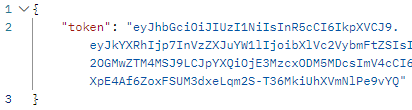 1 {
2 "token": "eyJhbGciOiJIUzI1NiIsInR5cCI6IkpXVCJ9.
eyJkYXRhIjp7InVzZXJuYW1lIjoibXlVc2VybmFtZSIsI
2OGMwZTM4MSJ9LCJpYXQiOjE3MzcxODM5MDcsImV4cCI6
XpE4Af6ZoxFSUM3dxeLqm2S-T36MkiUhXVmNlPe9vYQ"
3 }